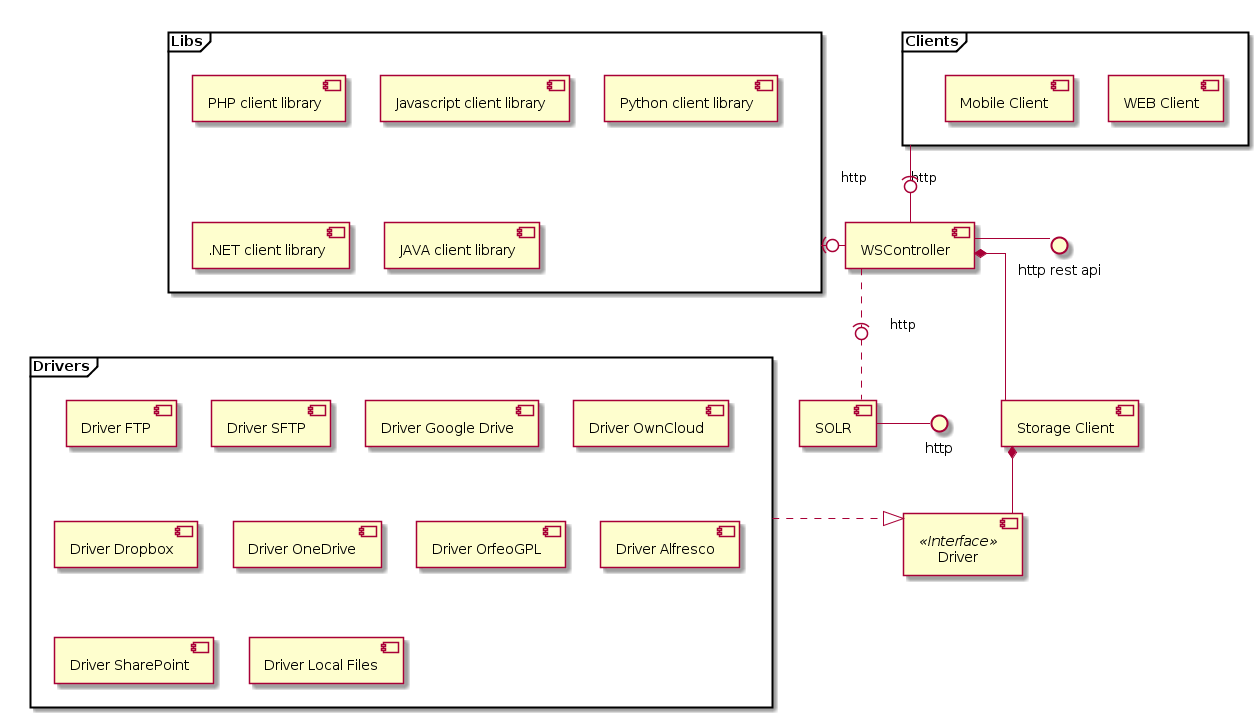 Libs
PHP client library
Javascript client library
Python client library
.NET client library
JAVA client library
Clients
Mobile Client
WEB Client
http
http
WSController
http rest api
http
Drivers
Driver FTP
Driver SFTP
Driver Google Drive
Driver OwnCloud
Driver Dropbox
Driver OneDrive
Driver OrfeoGPL
Driver Alfresco
Driver SharePoint
Driver Local Files
SOLR
http
Storage Client
«Interface»
Driver